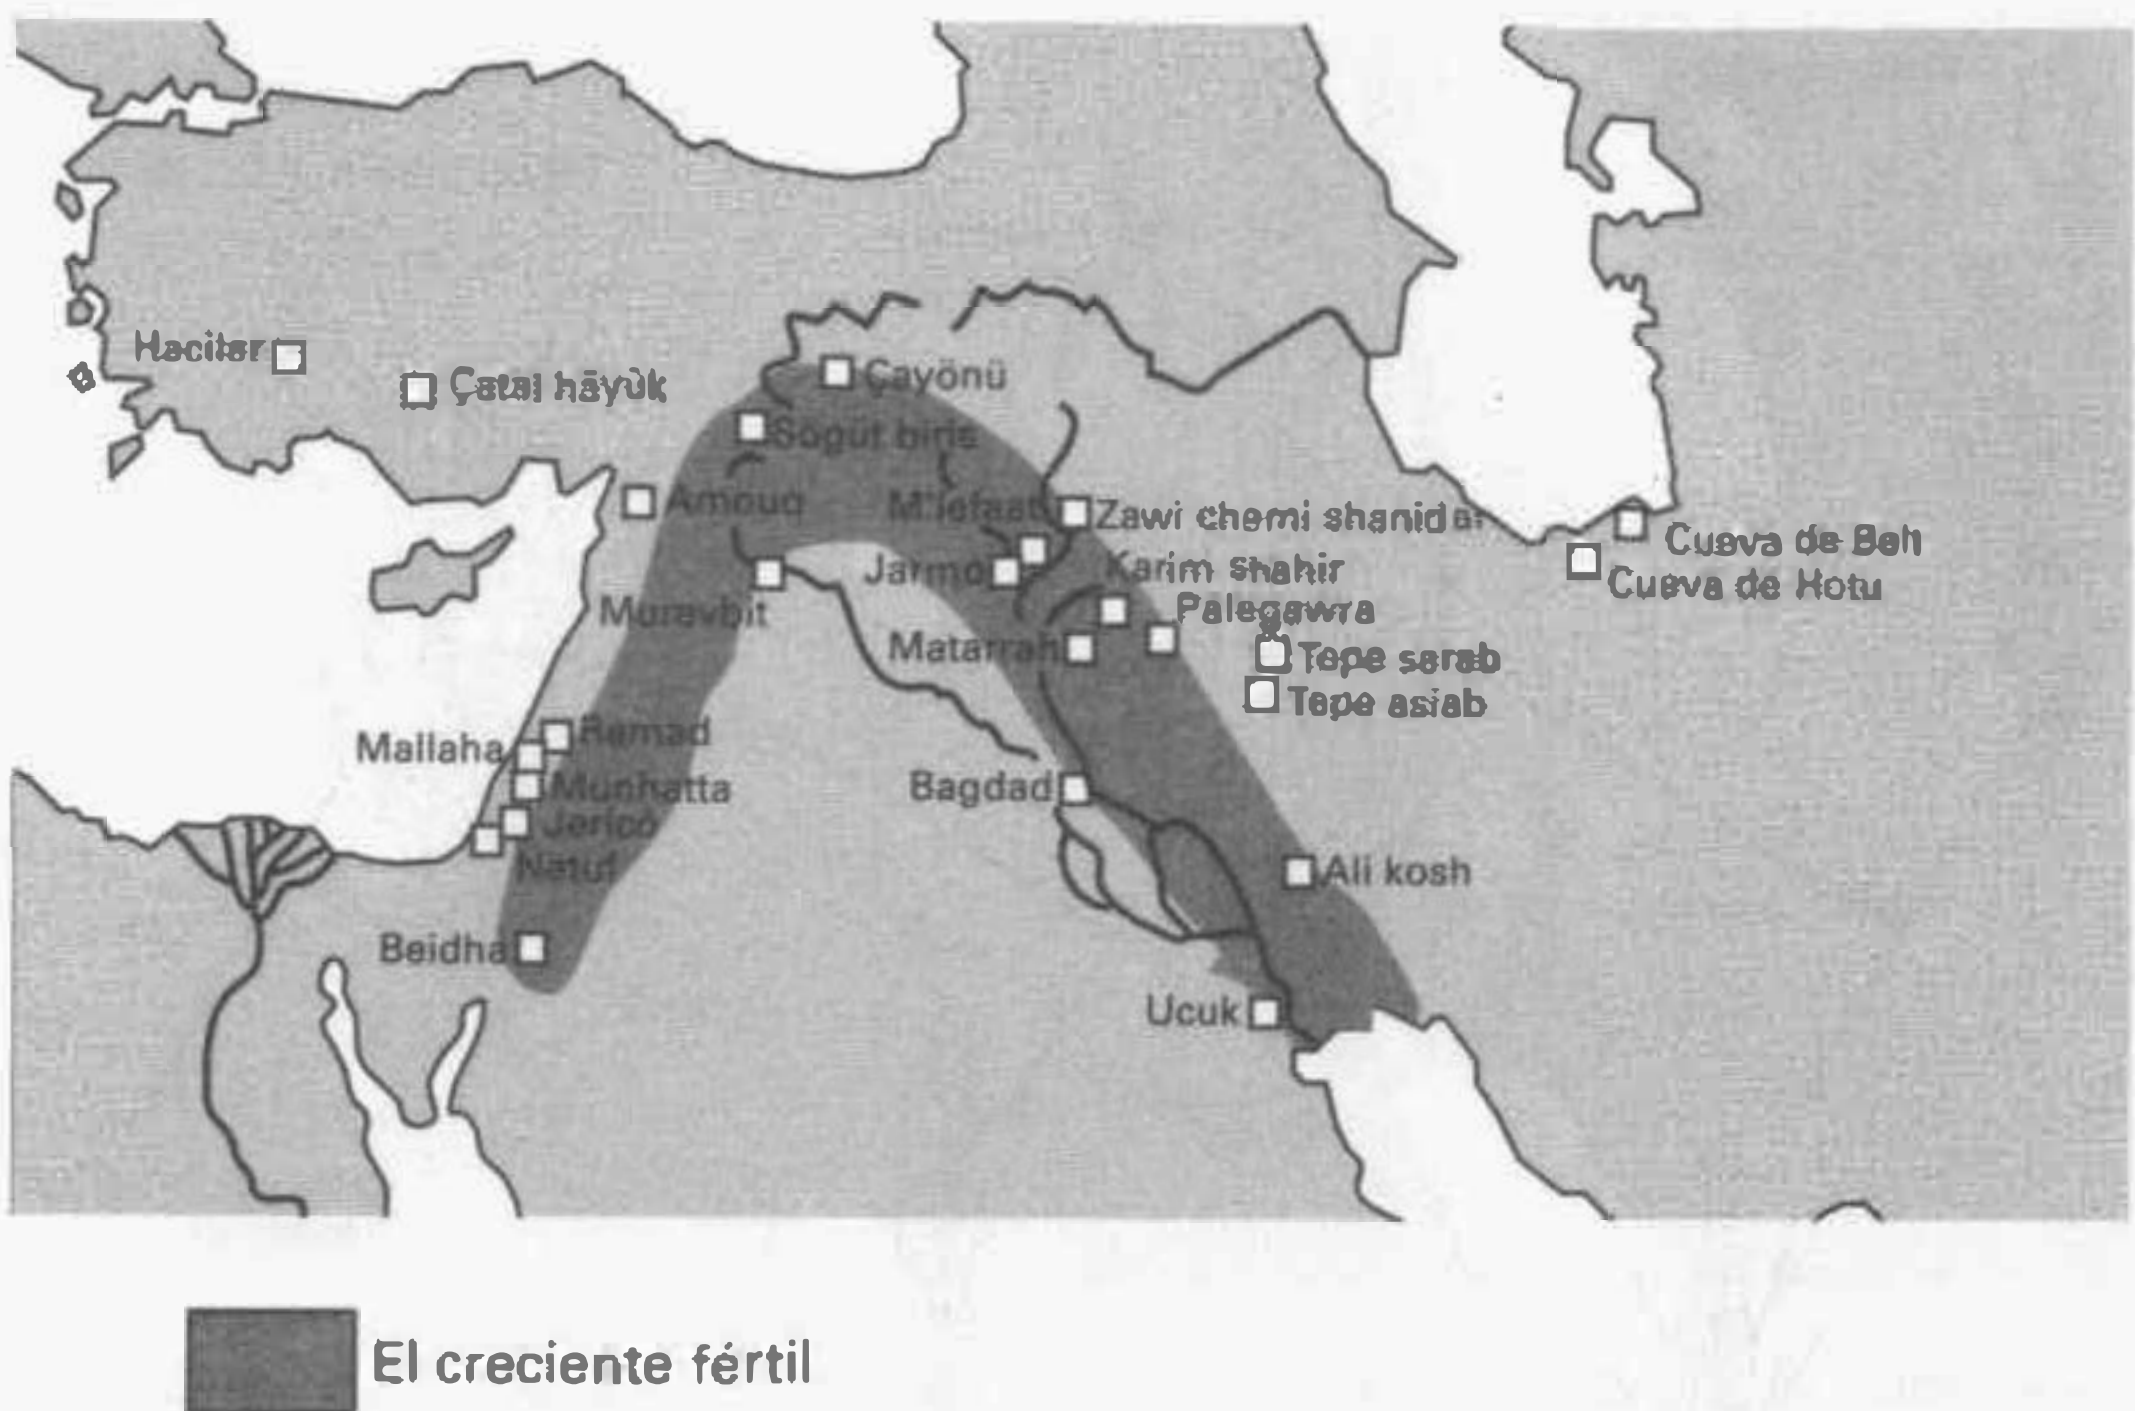 Hacilar
Çatal hāyük
Çayönü
Sogüt biris
Amouq
M'lefaat
Zawi chemi shanidar
Cueva de Belt
Cueva de Hotu
Jarmo
Karim shahir
Mureybit
Palegawra
Matarrah
Tepe sarab
Tepe asiab
Ramad
Mallaha
Munhatta
Bagdad
Jericó
Natuf
Ali kosh
Beidha
Ucuk
El creciente fértil